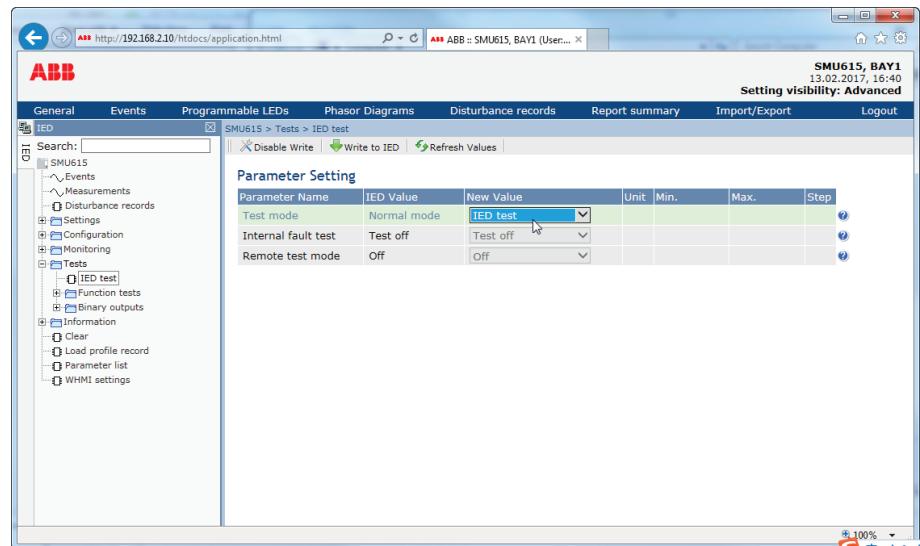 http://192.168.2.10/htdocs/application.html
ABB :: SMU615, BAY1 (User:...
ABB
SMU615, BAY1
13.02.2017, 16:40
Setting visibility: Advanced
General Events Programmable LEDs Phasor Diagrams Disturbance records Report summary Import/Export Logout
IED
IED
SMU615 > Tests > IED test
Search:
Disable Write Write to IED Refresh Values
SMU615
Events
Measurements
Disturbance records
Settings
Configuration
Monitoring
Tests
IED test
Function tests
Binary outputs
Information
Clear
Load profile record
Parameter list
WHMI settings
Parameter Setting
Parameter Name IED Value New Value Unit Min. Max. Step
Test mode Normal mode IED test
Internal fault test Test off Test off
Remote test mode Off Off
100%